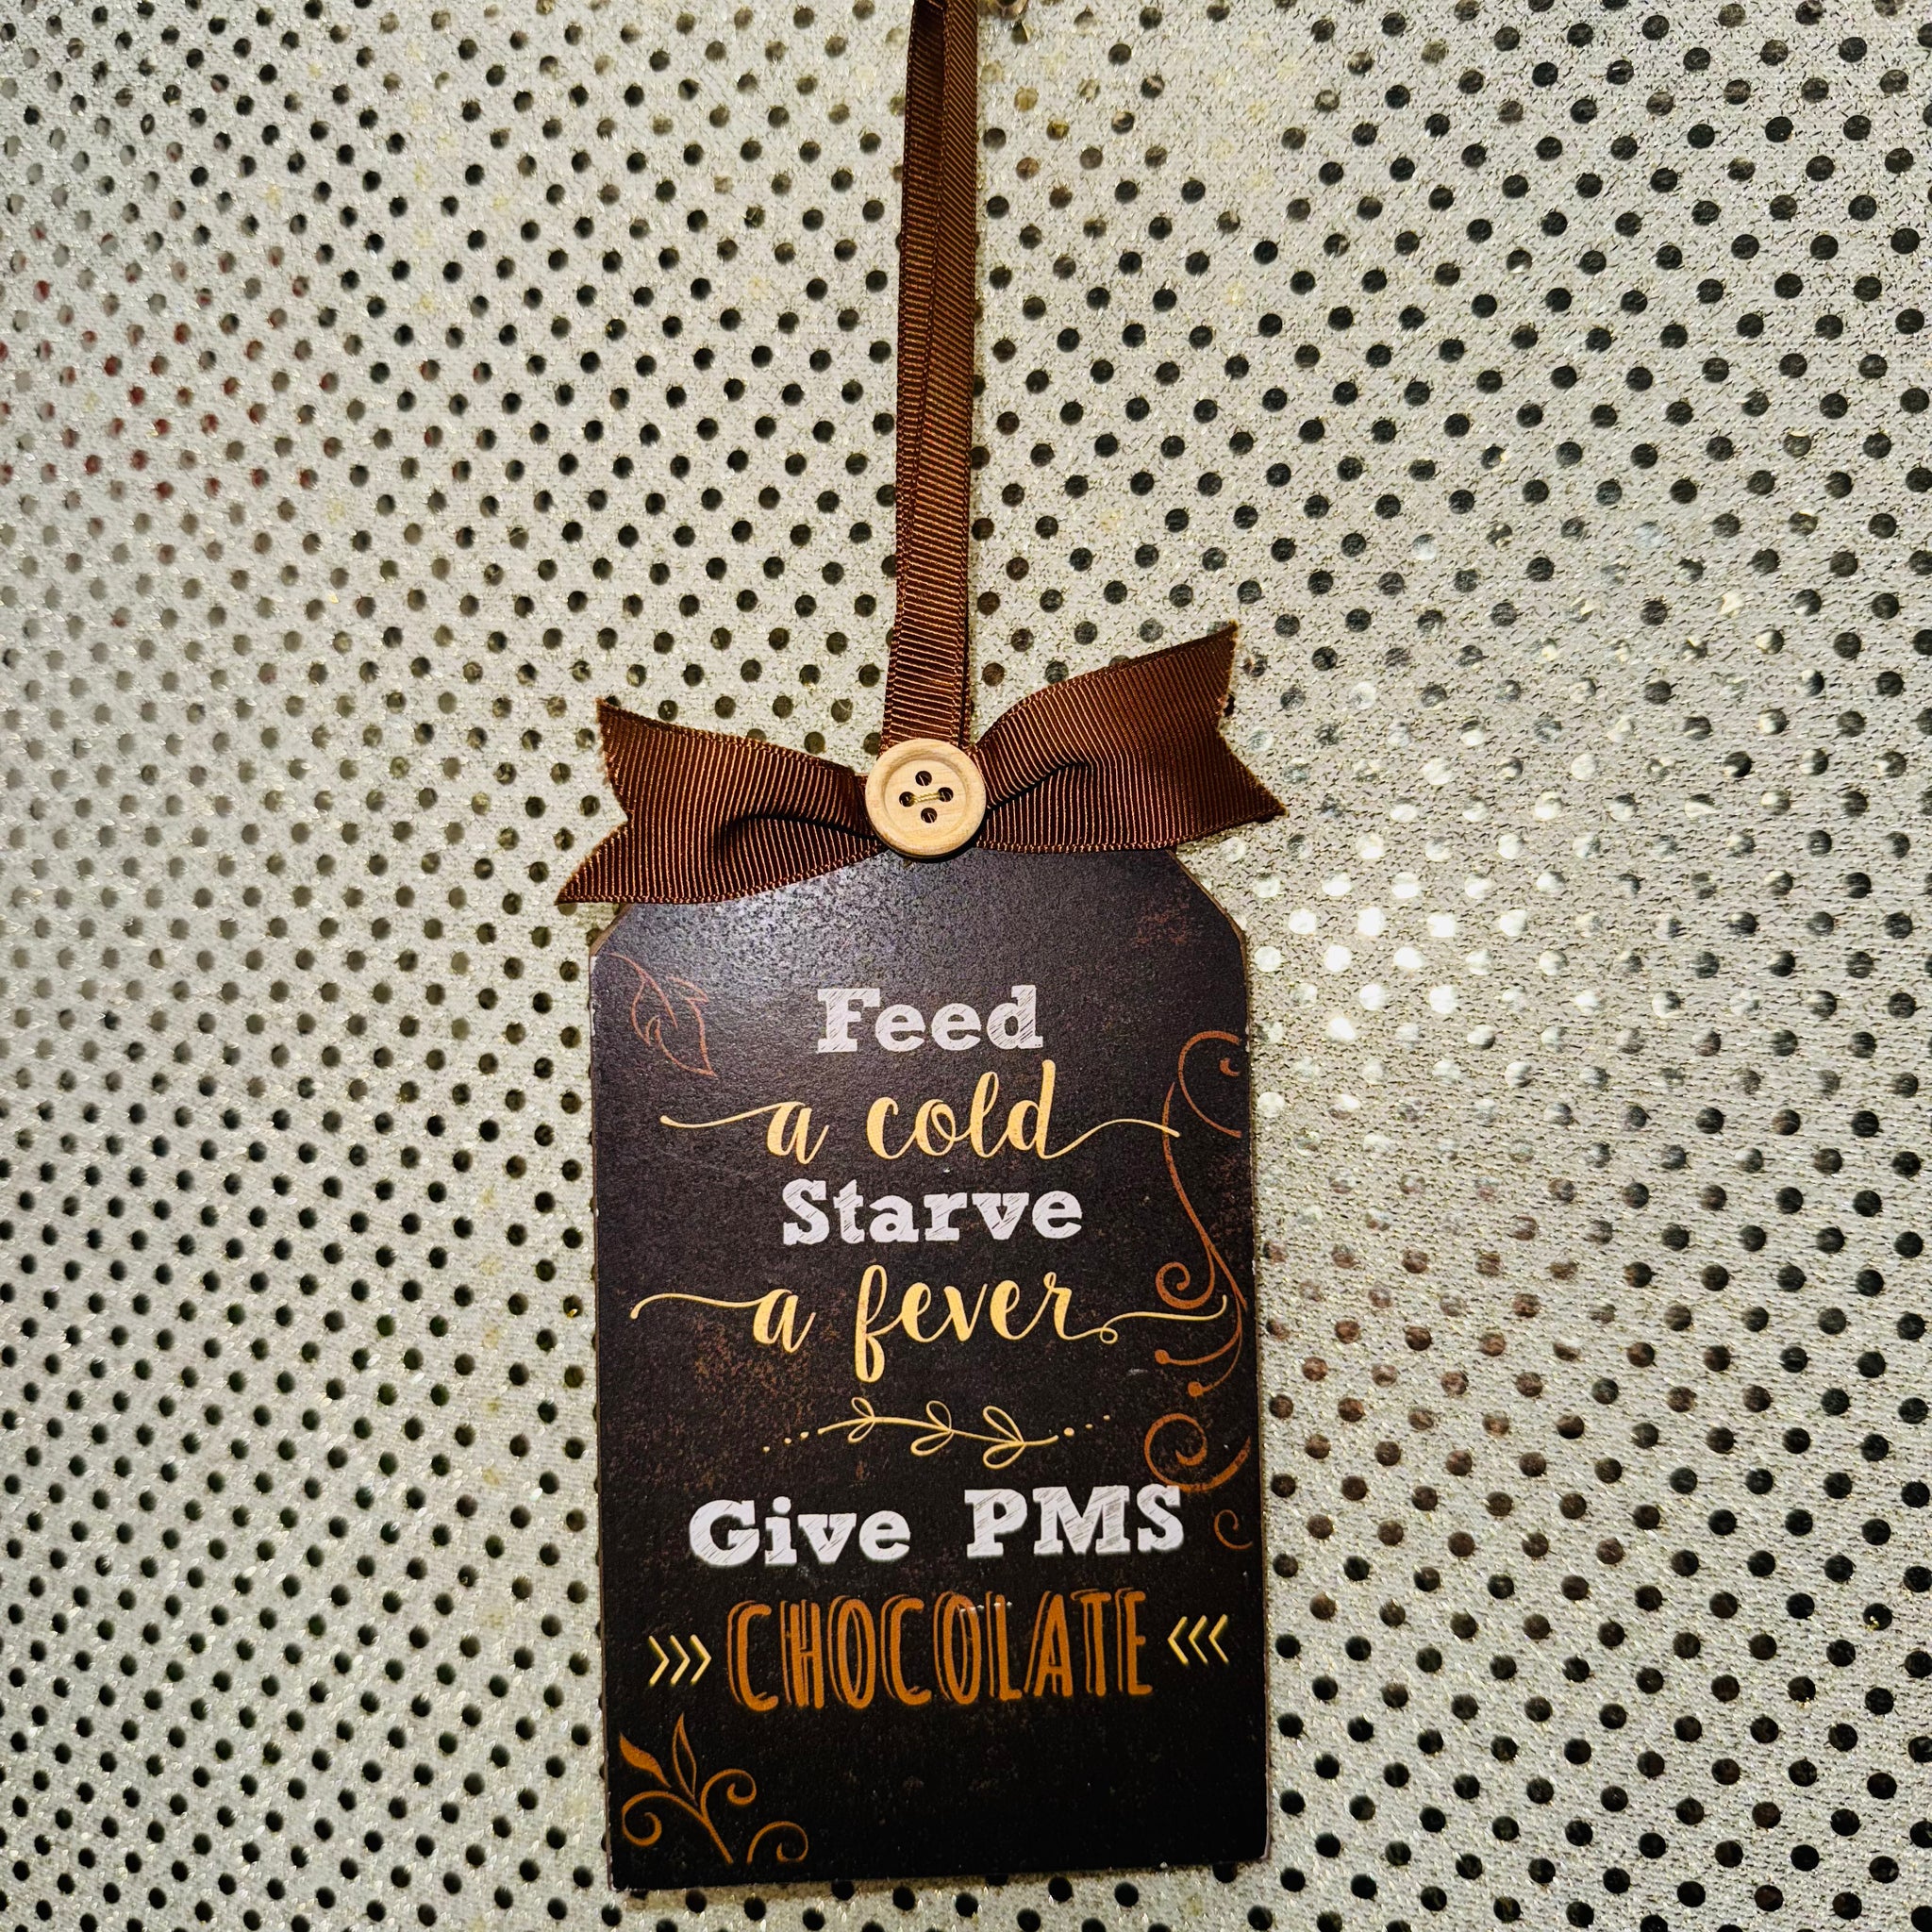 Feed
a cold
Starve
a fever
Give PMS
CHOCOLATE